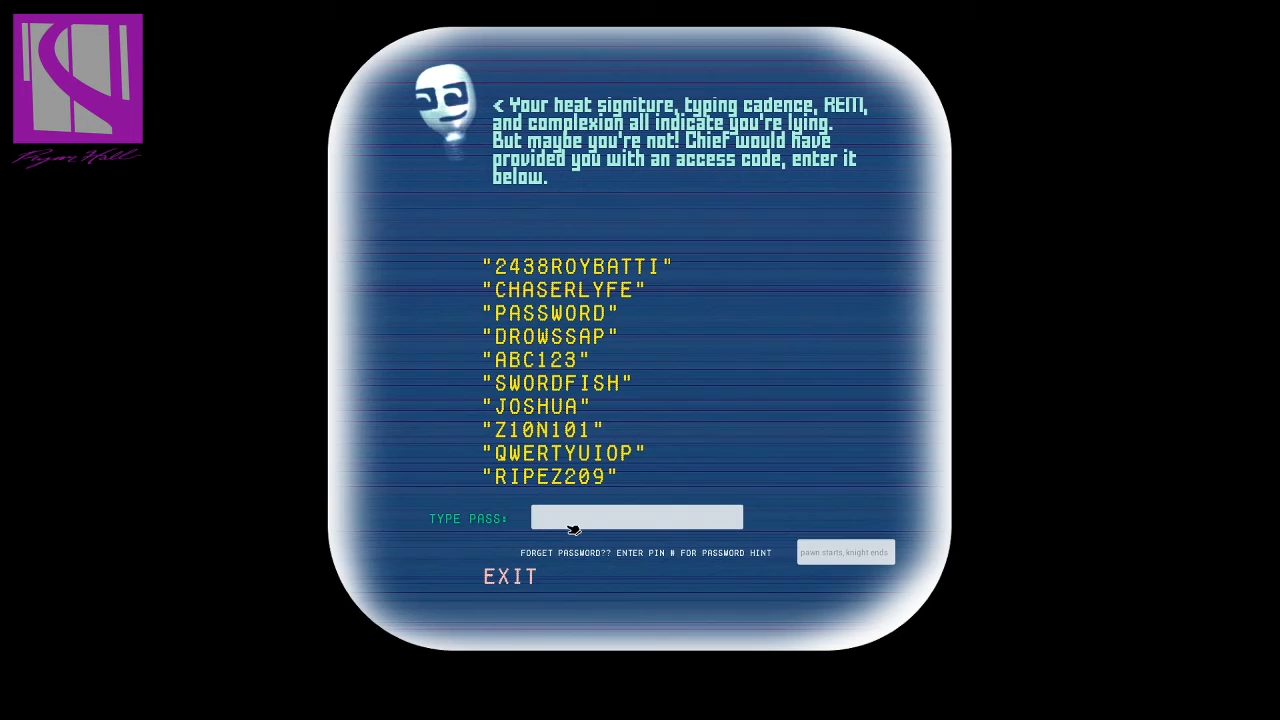 < Your heat signiture, typing cadence, REM,
and complexion all indicate you're lying.
But maybe you're not! Chief would have
provided you with an access code, enter it
below.
"2438ROYBATTI"
"CHASERLYFE"
"PASSWORD"
"DROWSSAP"
"ABC123"
"SWORDFISH"
"JOSHUA"
"Z10N101"
"QWERTYUIOP"
"RIPEZ209"
TYPE PASS:
FORGET PASSWORD?? ENTER PIN # FOR PASSWORD HINT
pawn starts, knight ends
EXIT